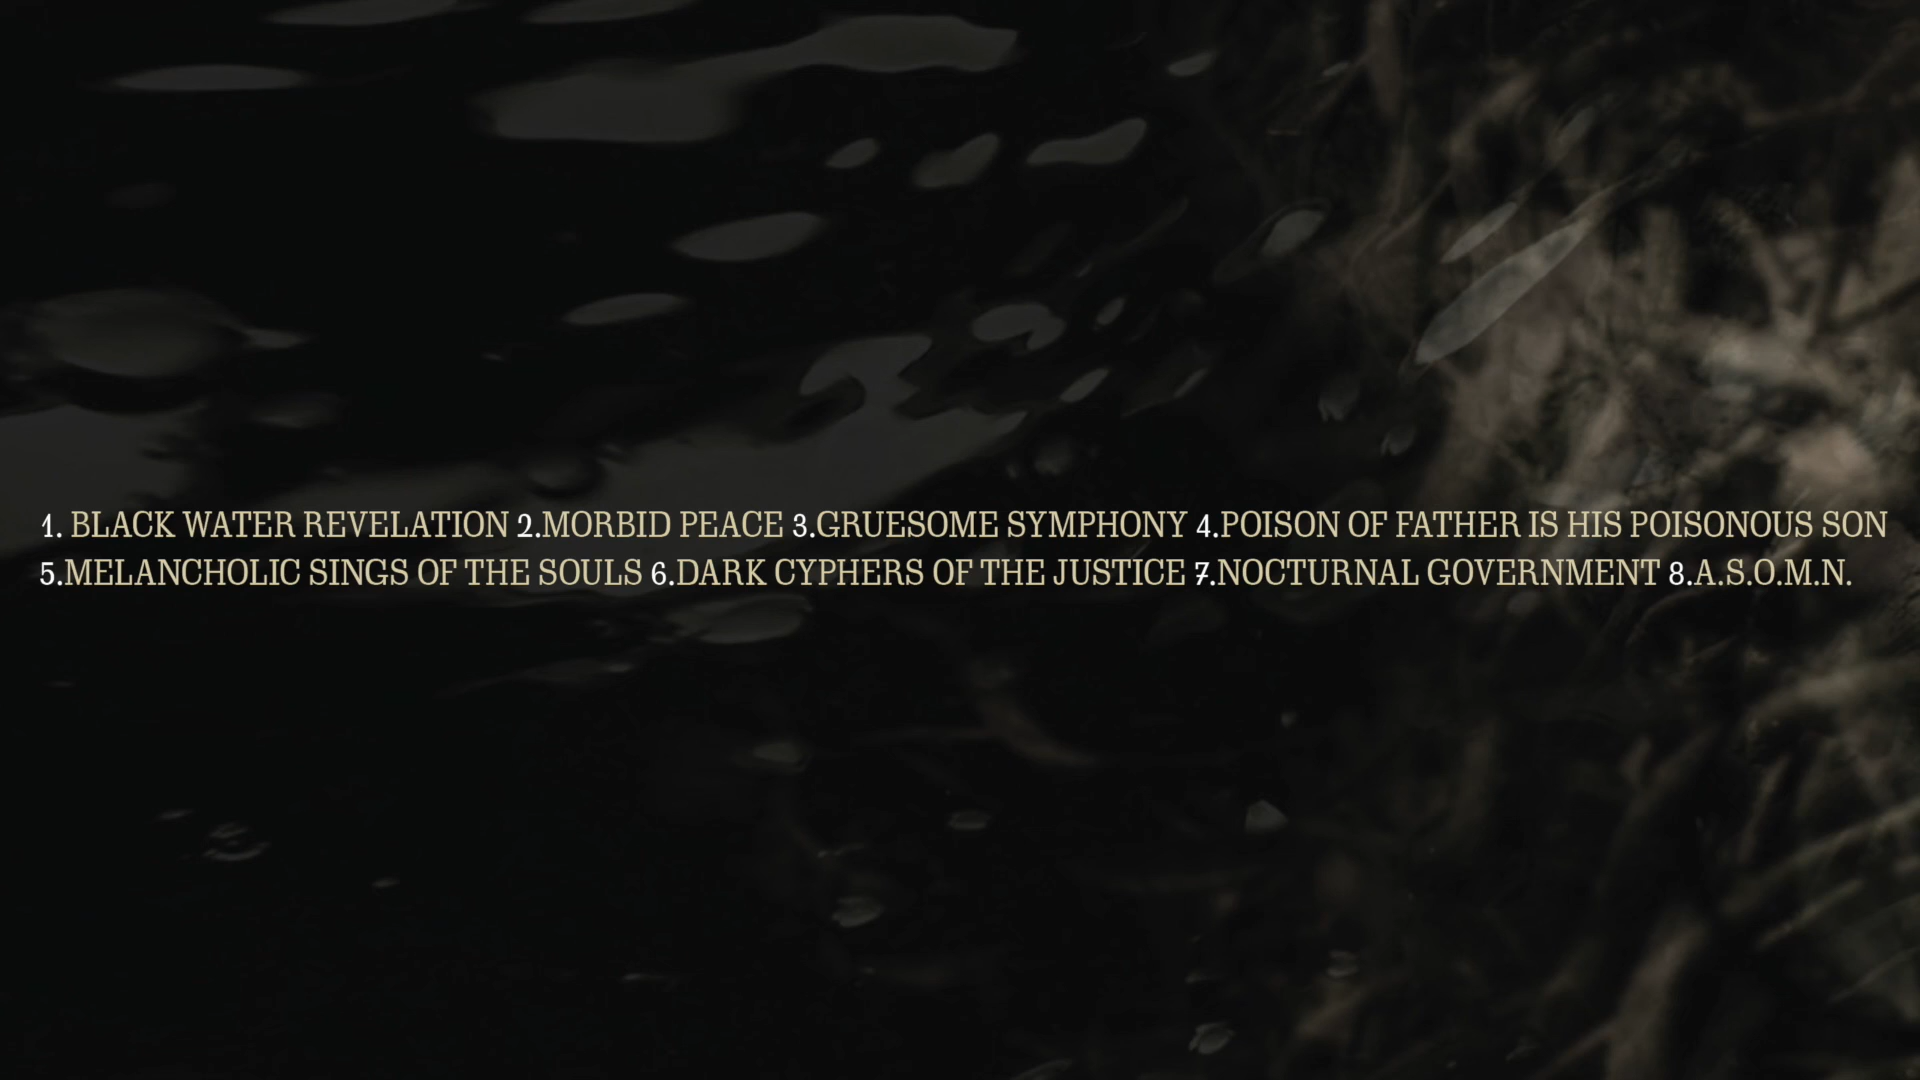 1. BLACK WATER REVELATION 2.MORBID PEACE 3.GRUESOME SYMPHONY 4.POISON OF FATHER IS HIS POISONOUS SON
5.MELANCHOLIC SINGS OF THE SOULS 6.DARK CYPHERS OF THE JUSTICE 7.NOCTURNAL GOVERNMENT 8.A.S.O.M.N.